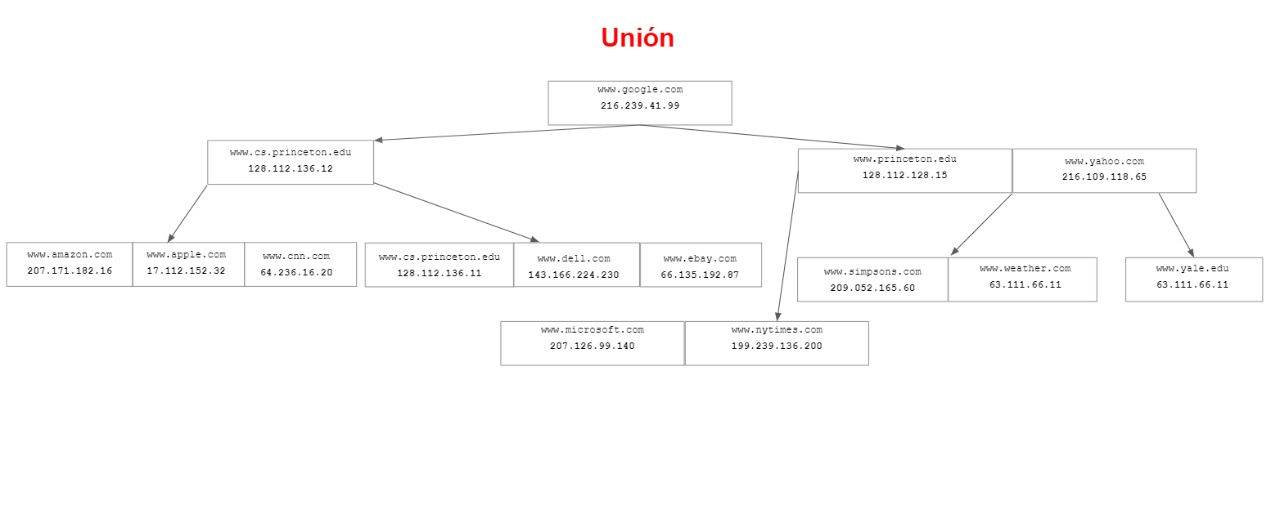 Unión
www.google.com
216.239.41.99
www.cs.princeton.edu
128.112.136.12
www.princeton.edu
128.112.128.15
www.yahoo.com
216.109.118.65
www.amazon.com
207.171.182.16
www.apple.com
17.112.152.32
www.cnn.com
64.236.16.20
www.cs.princeton.edu
128.112.136.11
www.dell.com
143.166.224.230
www.ebay.com
66.135.192.87
www.simpsons.com
209.052.165.60
www.weather.com
63.111.66.11
www.yale.edu
63.111.66.11
www.microsoft.com
207.126.99.140
www.nytimes.com
199.239.136.200